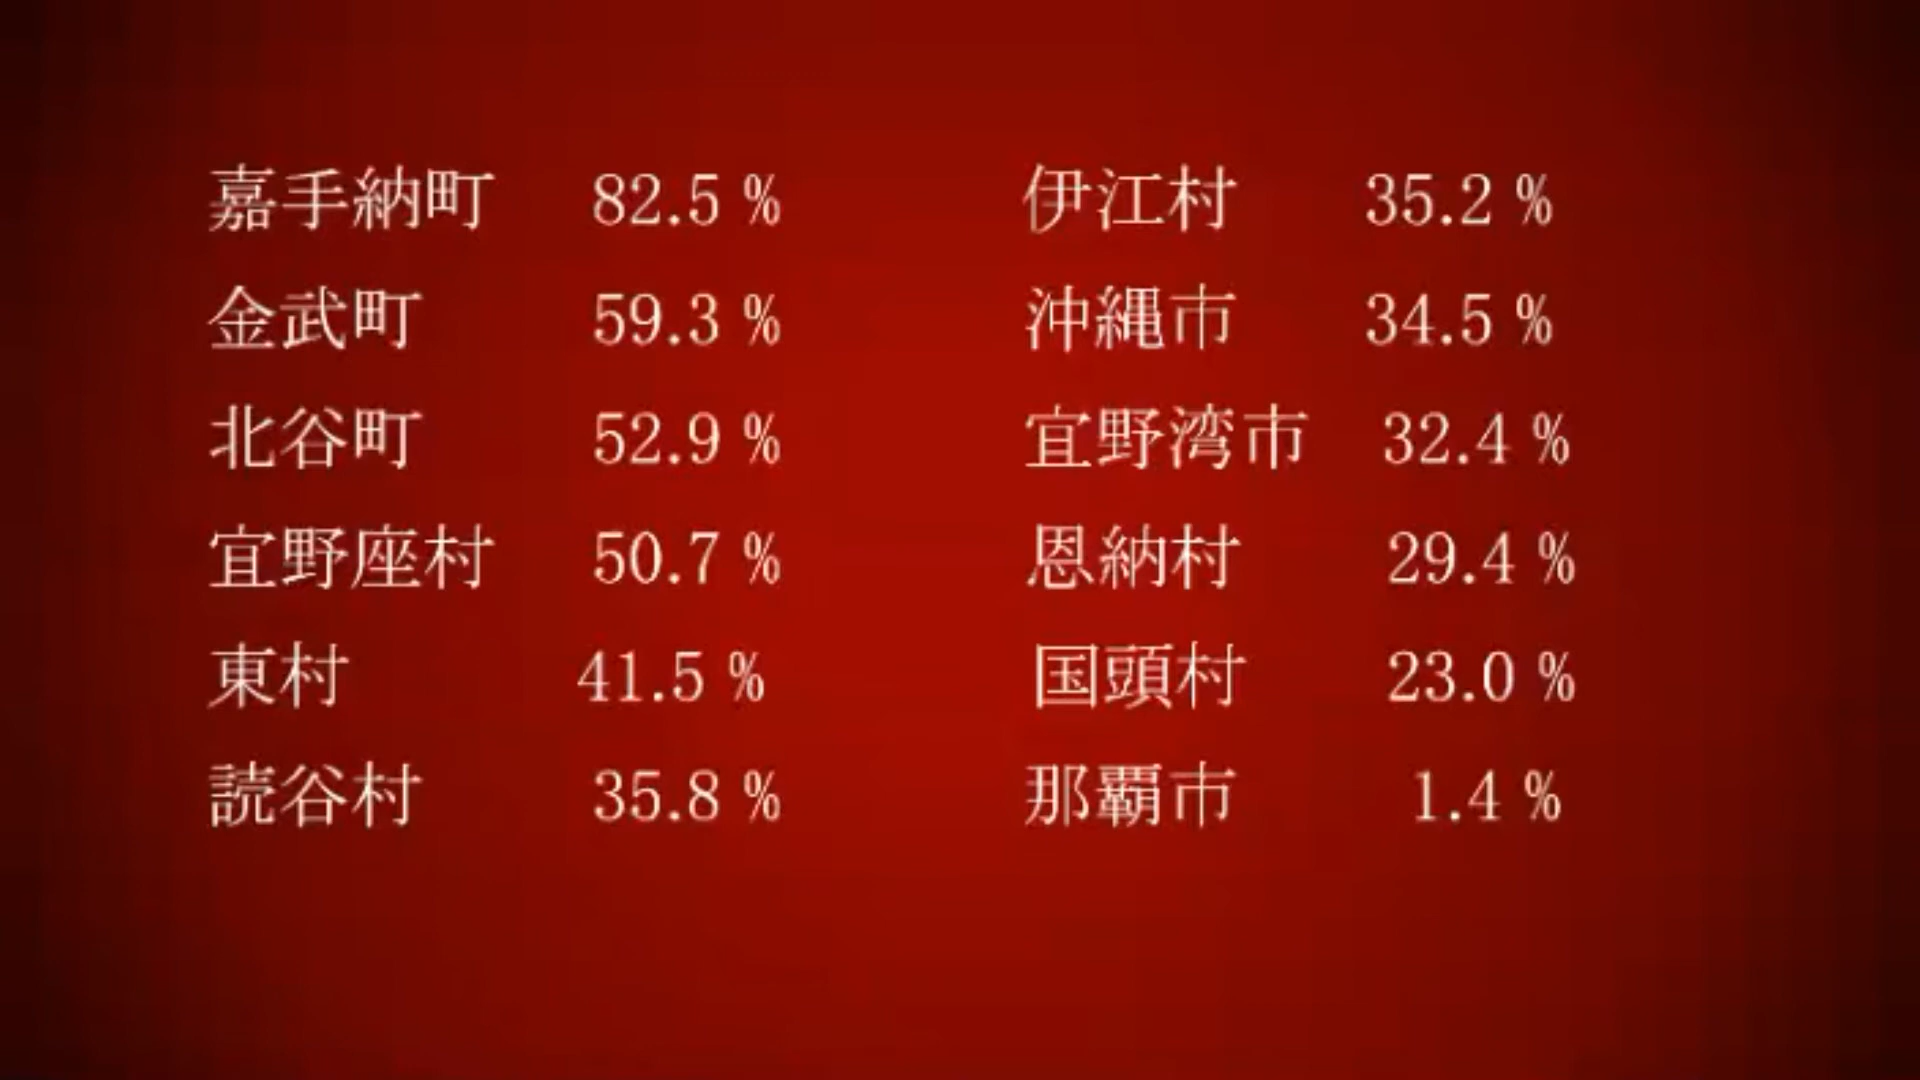 嘉手納町 82.5 %
金武町 59.3 %
北谷町 52.9 %
宜野座村 50.7 %
東村 41.5 %
読谷村 35.8 %
伊江村 35.2 %
沖縄市 34.5 %
宜野湾市 32.4 %
恩納村 29.4 %
国頭村 23.0 %
那覇市 1.4 %